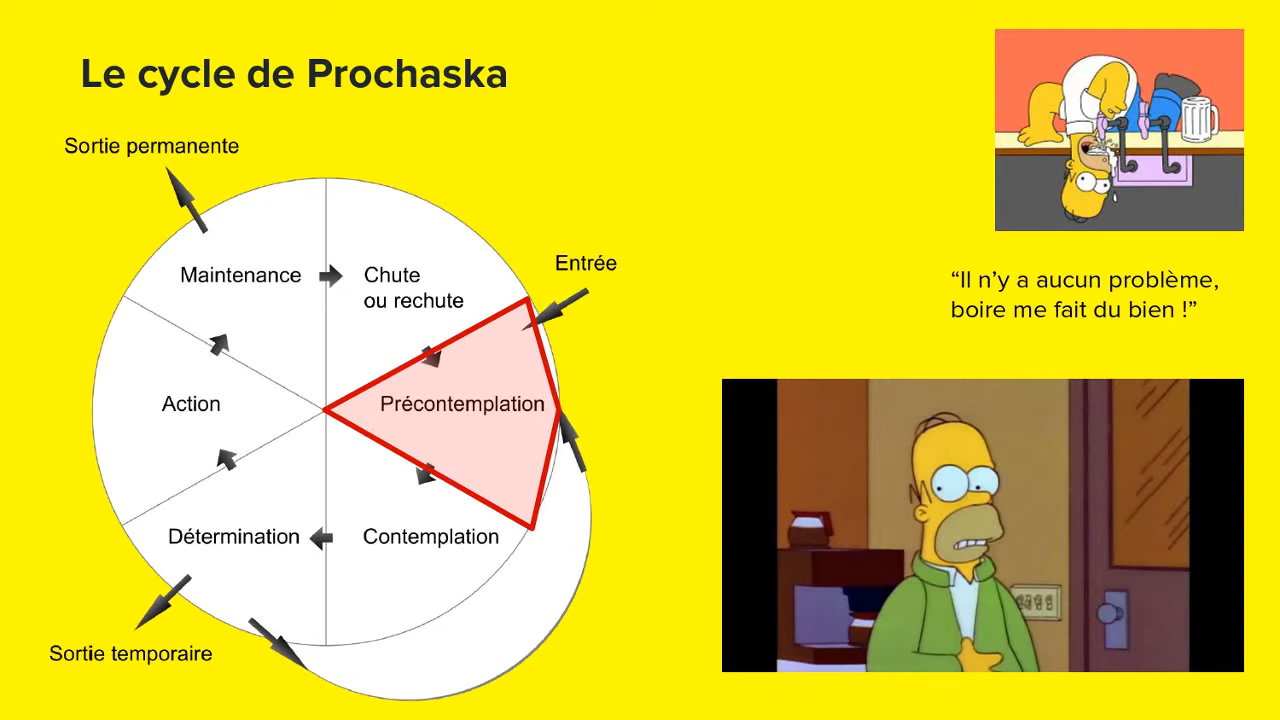 Le cycle de Prochaska
Sortie permanente
Entrée
Maintenance
Chute
ou rechute
“Il n’y a aucun problème,
boire me fait du bien !”
Action
Précontemplation
Détermination
Contemplation
Sortie temporaire